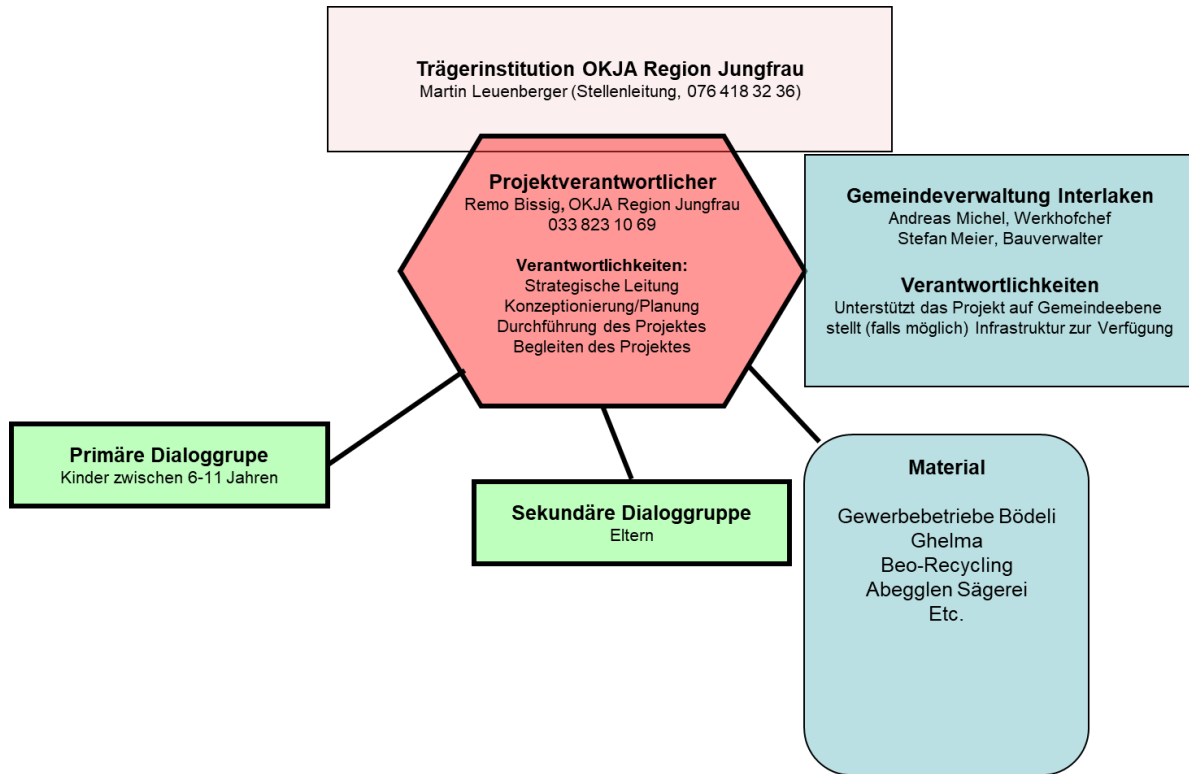 Trägerinstitution OKJA Region Jungfrau
Martin Leuenberger (Stellenleitung, 076 418 32 36)
Projektverantwortlicher
Remo Bissig, OKJA Region Jungfrau
033 823 10 69
Verantwortlichkeiten:
Strategische Leitung
Konzeptionierung/Planung
Durchführung des Projektes
Begleiten des Projektes
Gemeindeverwaltung Interlaken
Andreas Michel, Werkhofchef
Stefan Meier, Bauverwalter
Verantwortlichkeiten
Unterstützt das Projekt auf Gemeindeebene
stellt (falls möglich) Infrastruktur zur Verfügung
Primäre Dialoggrupe
Kinder zwischen 6-11 Jahren
Sekundäre Dialoggruppe
Eltern
Material
Gewerbebetriebe Bödeli
Ghelma
Beo-Recycling
Abegglen Sägerei
Etc.